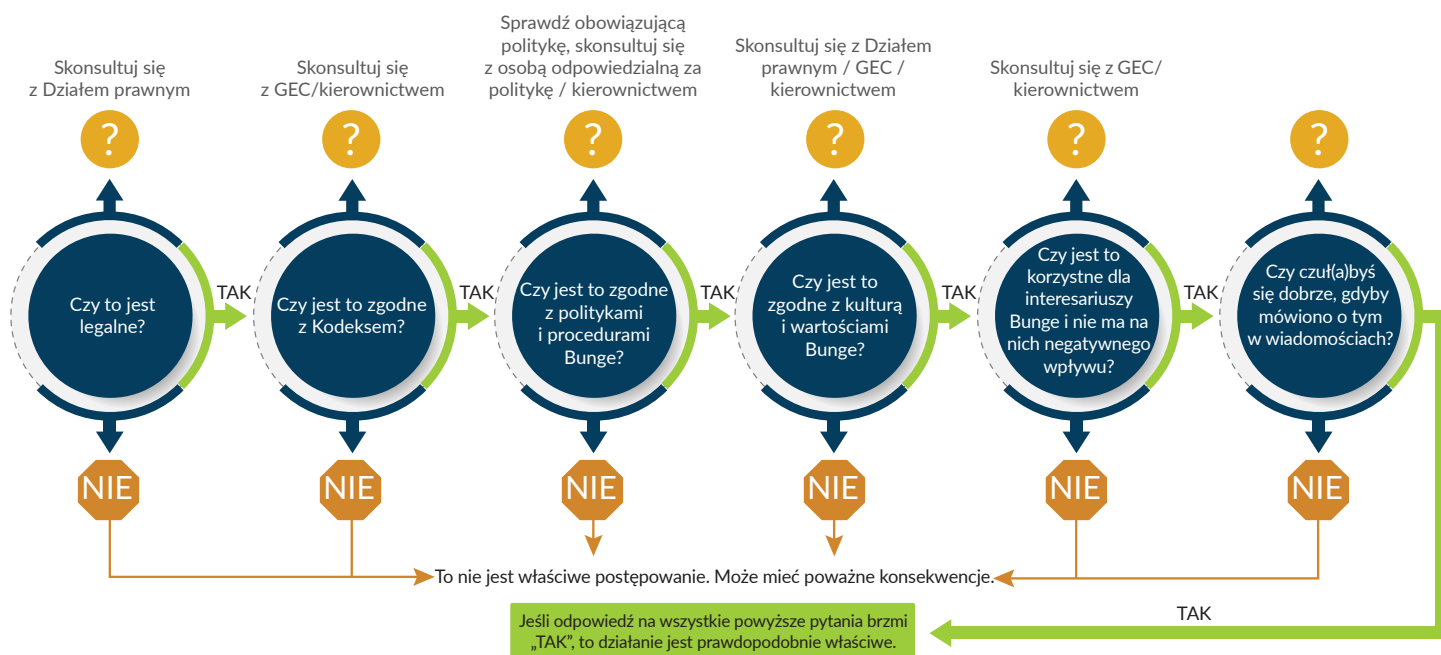 Skonsultuj się
z Działem prawnym
Skonsultuj się
z GEC/kierownictwem
Sprawdź obowiązującą
politykę, skonsultuj się
z osobą odpowiedzialną za
politykę / kierownictwem
Skonsultuj się z Działem
prawnym / GEC /
kierownictwem
Skonsultuj się z GEC/
kierownictwem
?
?
?
?
?
?
Czy to jest
legalne?
TAK
Czy jest to zgodne
z Kodeksem?
TAK
Czy jest to zgodne
z politykami
i procedurami
Bunge?
TAK
Czy jest to
zgodne z kulturą
i wartościami
Bunge?
TAK
Czy jest to
korzystne dla
interesariuszy
Bunge i nie ma na
nich negatywnego
wpływu?
TAK
Czy czuł(a)byś
się dobrze, gdyby
mówiono o tym
w wiadomościach?
NIE
NIE
NIE
NIE
NIE
NIE
To nie jest właściwe postępowanie. Może mieć poważne konsekwencje.
TAK
Jeśli odpowiedź na wszystkie powyższe pytania brzmi
„TAK”, to działanie jest prawdopodobnie właściwe.